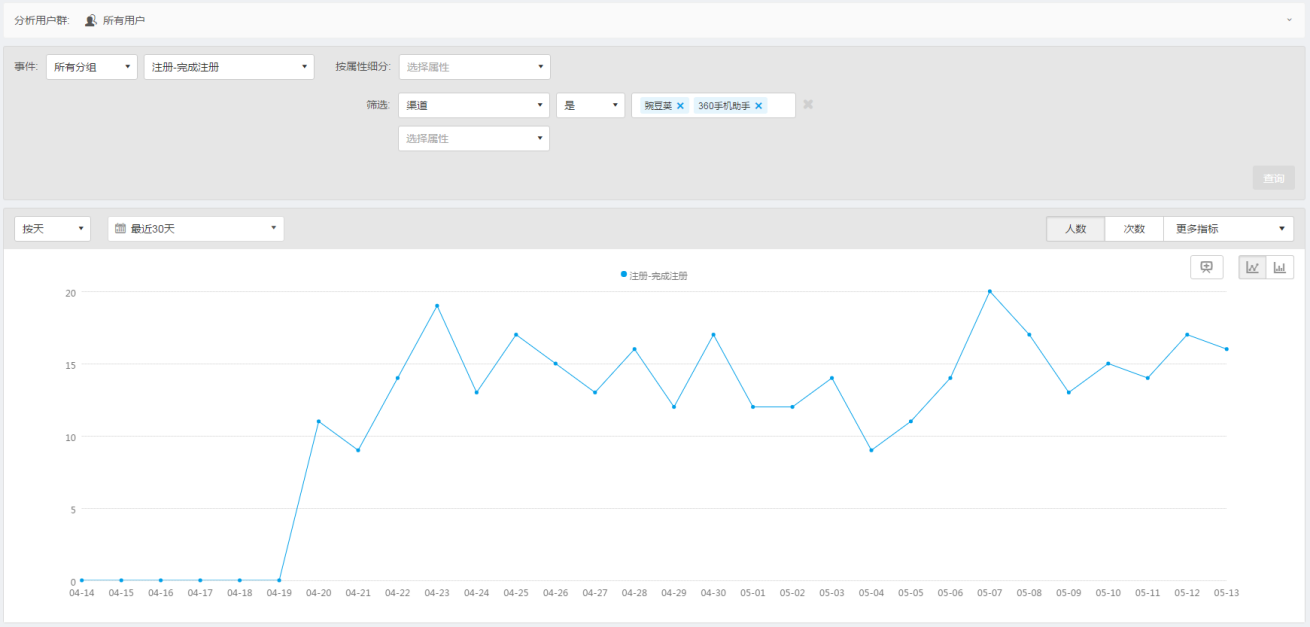 分析用户群: 所有用户
事件: 所有分组 注册-完成注册 按属性细分: 选择属性
筛选: 渠道 是 豌豆荚 × 360手机助手 ×
选择属性
查询
按天 最近30天 人数 次数 更多指标
注册-完成注册
20
15
10
5
0
04-14 04-15 04-16 04-17 04-18 04-19 04-20 04-21 04-22 04-23 04-24 04-25 04-26 04-27 04-28 04-29 04-30 05-01 05-02 05-03 05-04 05-05 05-06 05-07 05-08 05-09 05-10 05-11 05-12 05-13